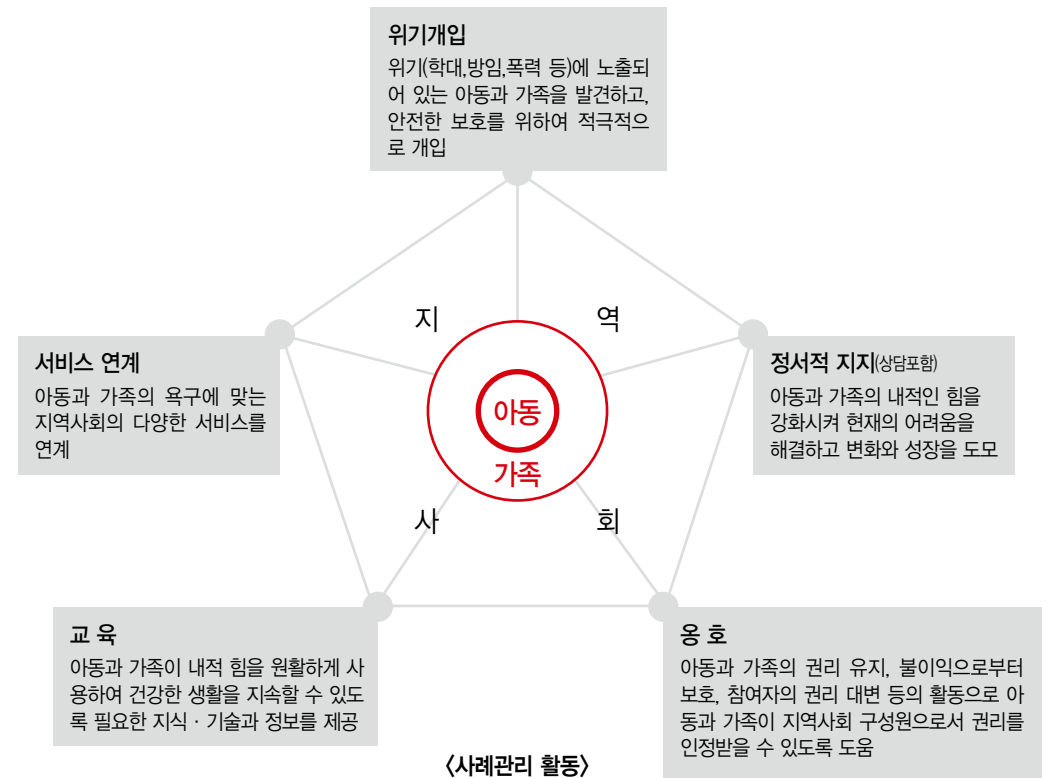 위기개입
위기(학대,방임,폭력 등)에 노출되
어 있는 아동과 가족을 발견하고,
안전한 보호를 위하여 적극적으
로 개입
지 역
서비스 연계
아동과 가족의 욕구에 맞는
지역사회의 다양한 서비스를
연계
아동
가족
정서적 지지(상담포함)
아동과 가족의 내적인 힘을
강화시켜 현재의 어려움을
해결하고 변화와 성장을 도모
사 회
교 육
아동과 가족이 내적 힘을 원활하게 사
용하여 건강한 생활을 지속할 수 있도
록 필요한 지식 · 기술과 정보를 제공
옹 호
아동과 가족의 권리 유지, 불이익으로부터
보호, 참여자의 권리 대변 등의 활동으로 아
동과 가족이 지역사회 구성원으로서 권리를
인정받을 수 있도록 도움
〈사례관리 활동〉